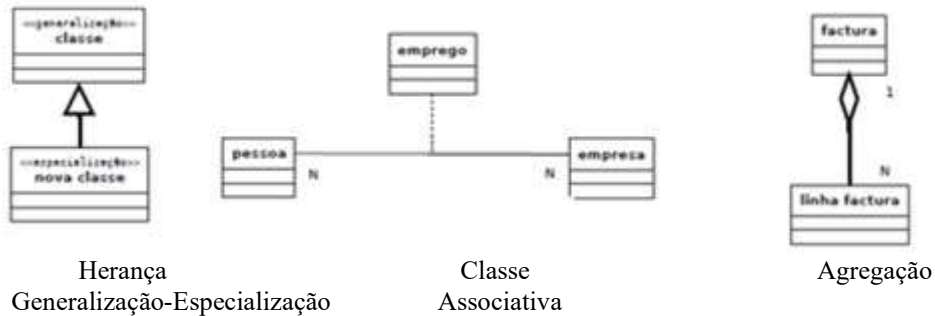 <<generalização>>
classe
<<especialização>>
nova classe
emprego
pessoa
N
N
empresa
factura
1
N
linha factura
Herança
Generalização-Especialização
Classe
Associativa
Agregação